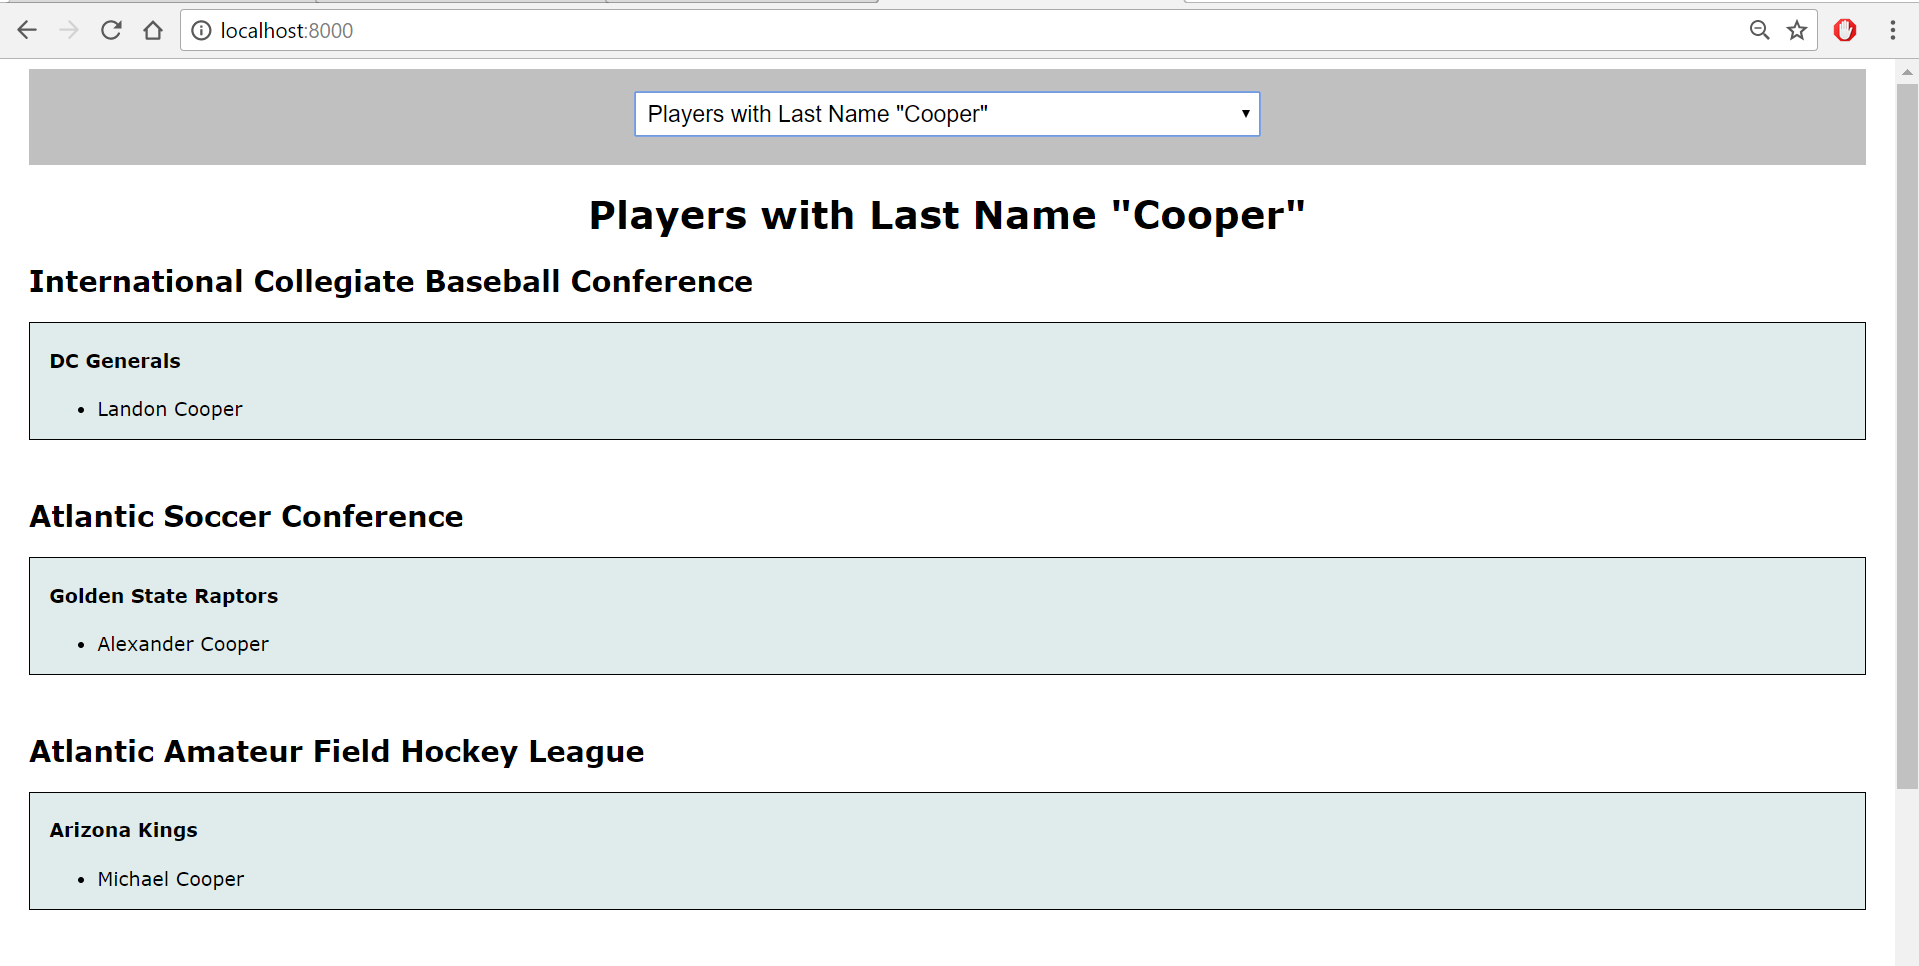 localhost:8000
Players with Last Name "Cooper"
Players with Last Name "Cooper"
International Collegiate Baseball Conference
DC Generals
• Landon Cooper
Atlantic Soccer Conference
Golden State Raptors
• Alexander Cooper
Atlantic Amateur Field Hockey League
Arizona Kings
• Michael Cooper